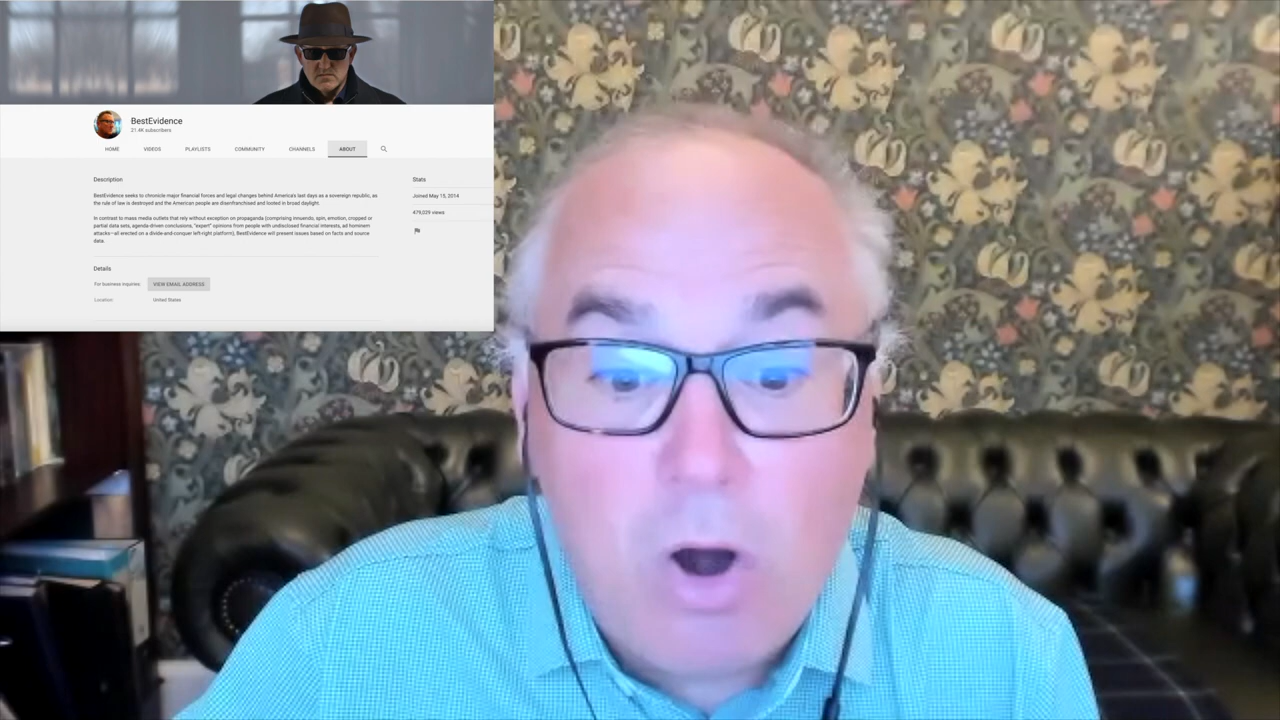 BestEvidence
21.4K subscribers
HOME VIDEOS PLAYLISTS COMMUNITY CHANNELS ABOUT
Description
BestEvidence seeks to chronicle major financial forces and legal changes behind America's last days as a sovereign republic, as
the rule of law is destroyed and the American people are disenfranchised and looted in broad daylight.
In contrast to mass media outlets that rely without exception on propaganda (comprising innuendo, spin, emotion, cropped or
partial data sets, agenda-driven conclusions, "expert" opinions from people with undisclosed financial interests, ad hominem
attacks--all erected on a divide-and-conquer left-right platform), BestEvidence will present issues based on facts and source
data.
Stats
Joined May 15, 2014
479,029 views
Details
For business inquiries: VIEW EMAIL ADDRESS
Location: United States